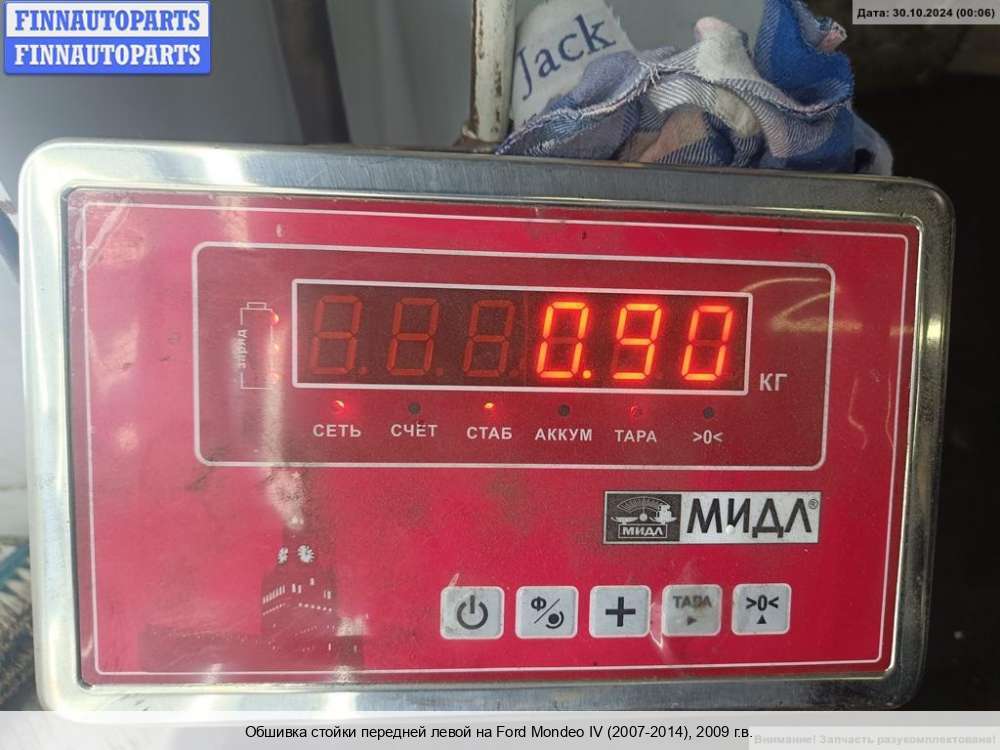 FINNAUTOPARTS
FINNAUTOPARTS
Дата: 30.10.2024 (00:06)
Jack
заряд
0.90
КГ
СЕТЬ СЧЁТ СТАБ АККУМ ТАРА >0<
МИДЛ МИДЛ®
Ф/ + ТАРА >0<
Обшивка стойки передней левой на Ford Mondeo IV (2007-2014), 2009 г.в.
Внимание! Запчасть разукомплектована!